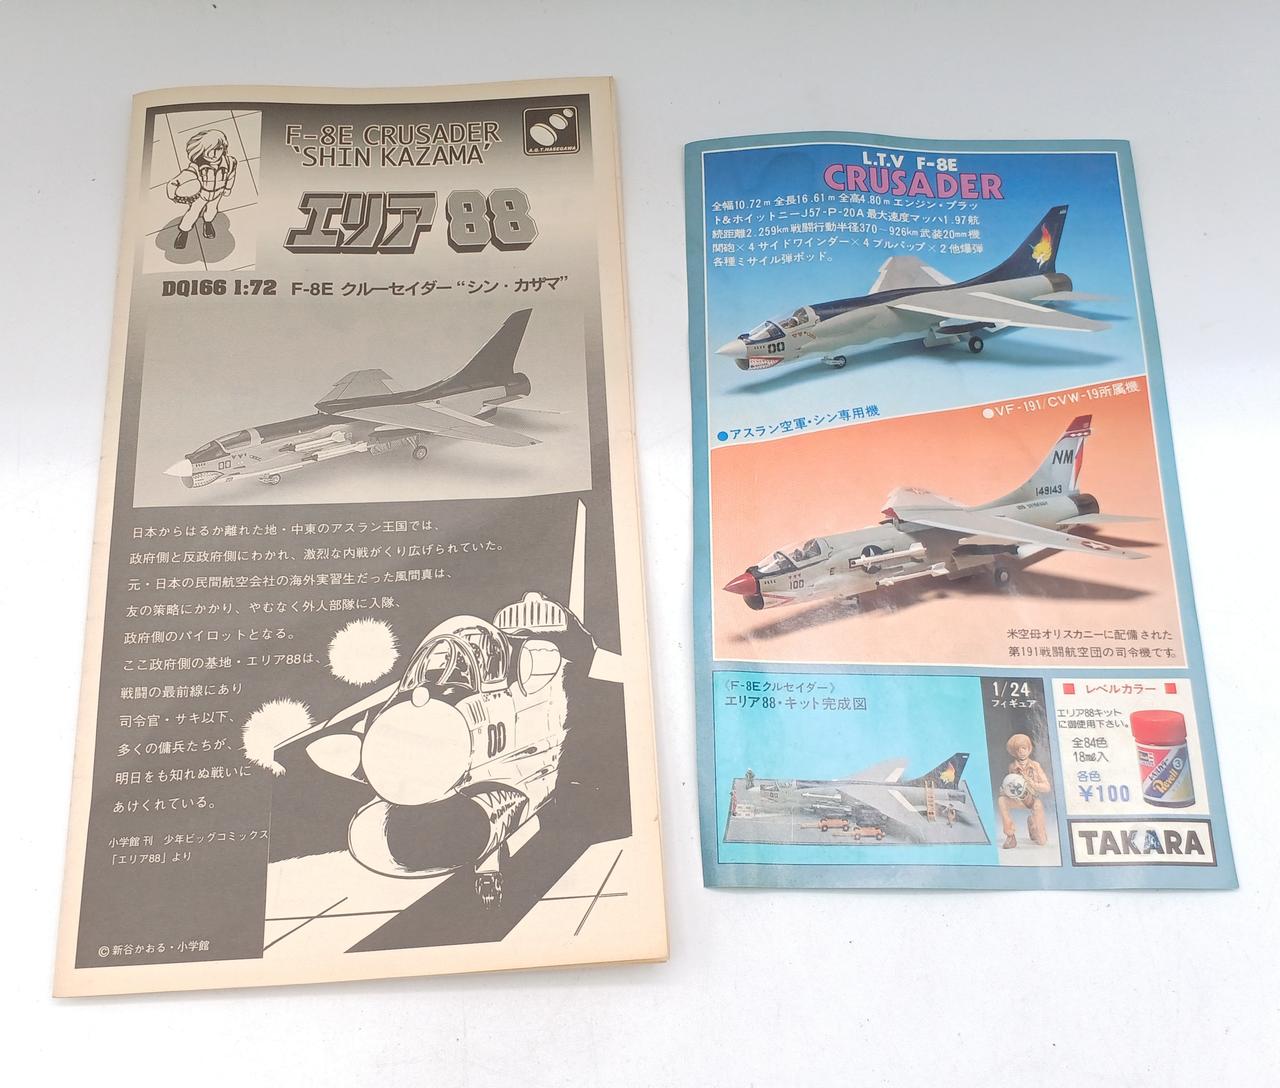 F-8E CRUSADER
'SHIN KAZAMA'
A.G.T.HASEGAWA
エリア 88
DQ166 1:72 F-8E クルーセイダー“シン・カザマ”
00
日本からはるか離れた地・中東のアスラン王国では、
政府側と反政府側にわかれ、激烈な内戦がくり広げられていた。
元・日本の民間航空会社の海外実習生だった風間真は、
友の策略にかかり、やむなく外人部隊に入隊、
政府側のパイロットとなる。
ここ政府側の基地・エリア88は、
戦闘の最前線にあり
司令官・サキ以下、
多くの傭兵たちが、
明日をも知れぬ戦いに
あけくれている。
00
小学館 刊 少年ビッグコミックス
「エリア88」より
©新谷かおる・小学館
L.T.V F-8E
CRUSADER
全幅10.72m 全長16.61m 全高4.80m エンジン・プラッ
ト&ホイットニーJ57-P-20A 最大速度マッハ1.97航
続距離2.259km戦闘行動半径370〜926km武装20mm機
関砲×4サイドワインダー×4ブルパップ×2他爆弾
各種ミサイル弾ポッド。
00
●アスラン空軍・シン専用機
●VF-191/CVW-19所属機
NM
149143
100
米空母オリスカニーに配備された
第191戦闘航空団の司令機です。
《F-8Eクルセイダー》
エリア88・キット完成図
1/24
フィギュア
■ レベルカラー ■
エリア88キット
に御使用下さい。
全84色
18㎖入
各色
¥100
Revell
3
TAKARA